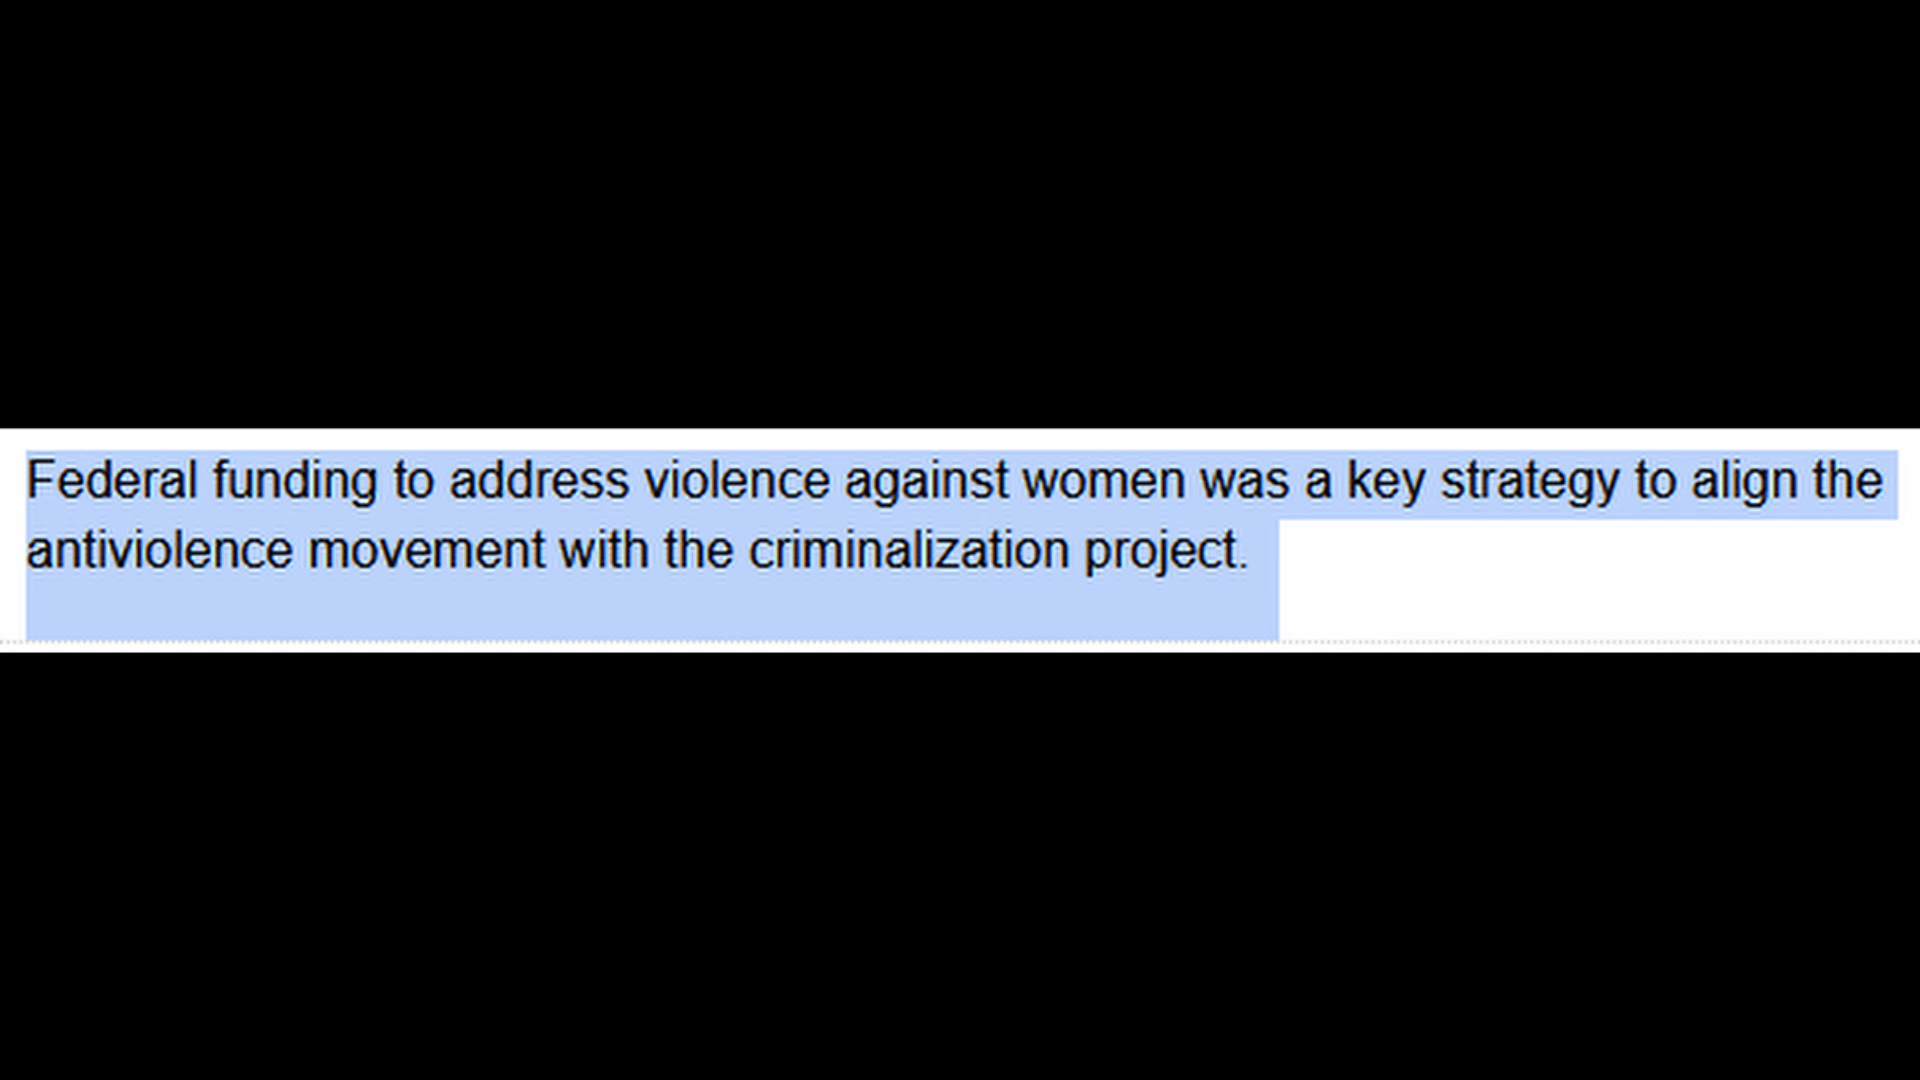 Federal funding to address violence against women was a key strategy to align the
antiviolence movement with the criminalization project.